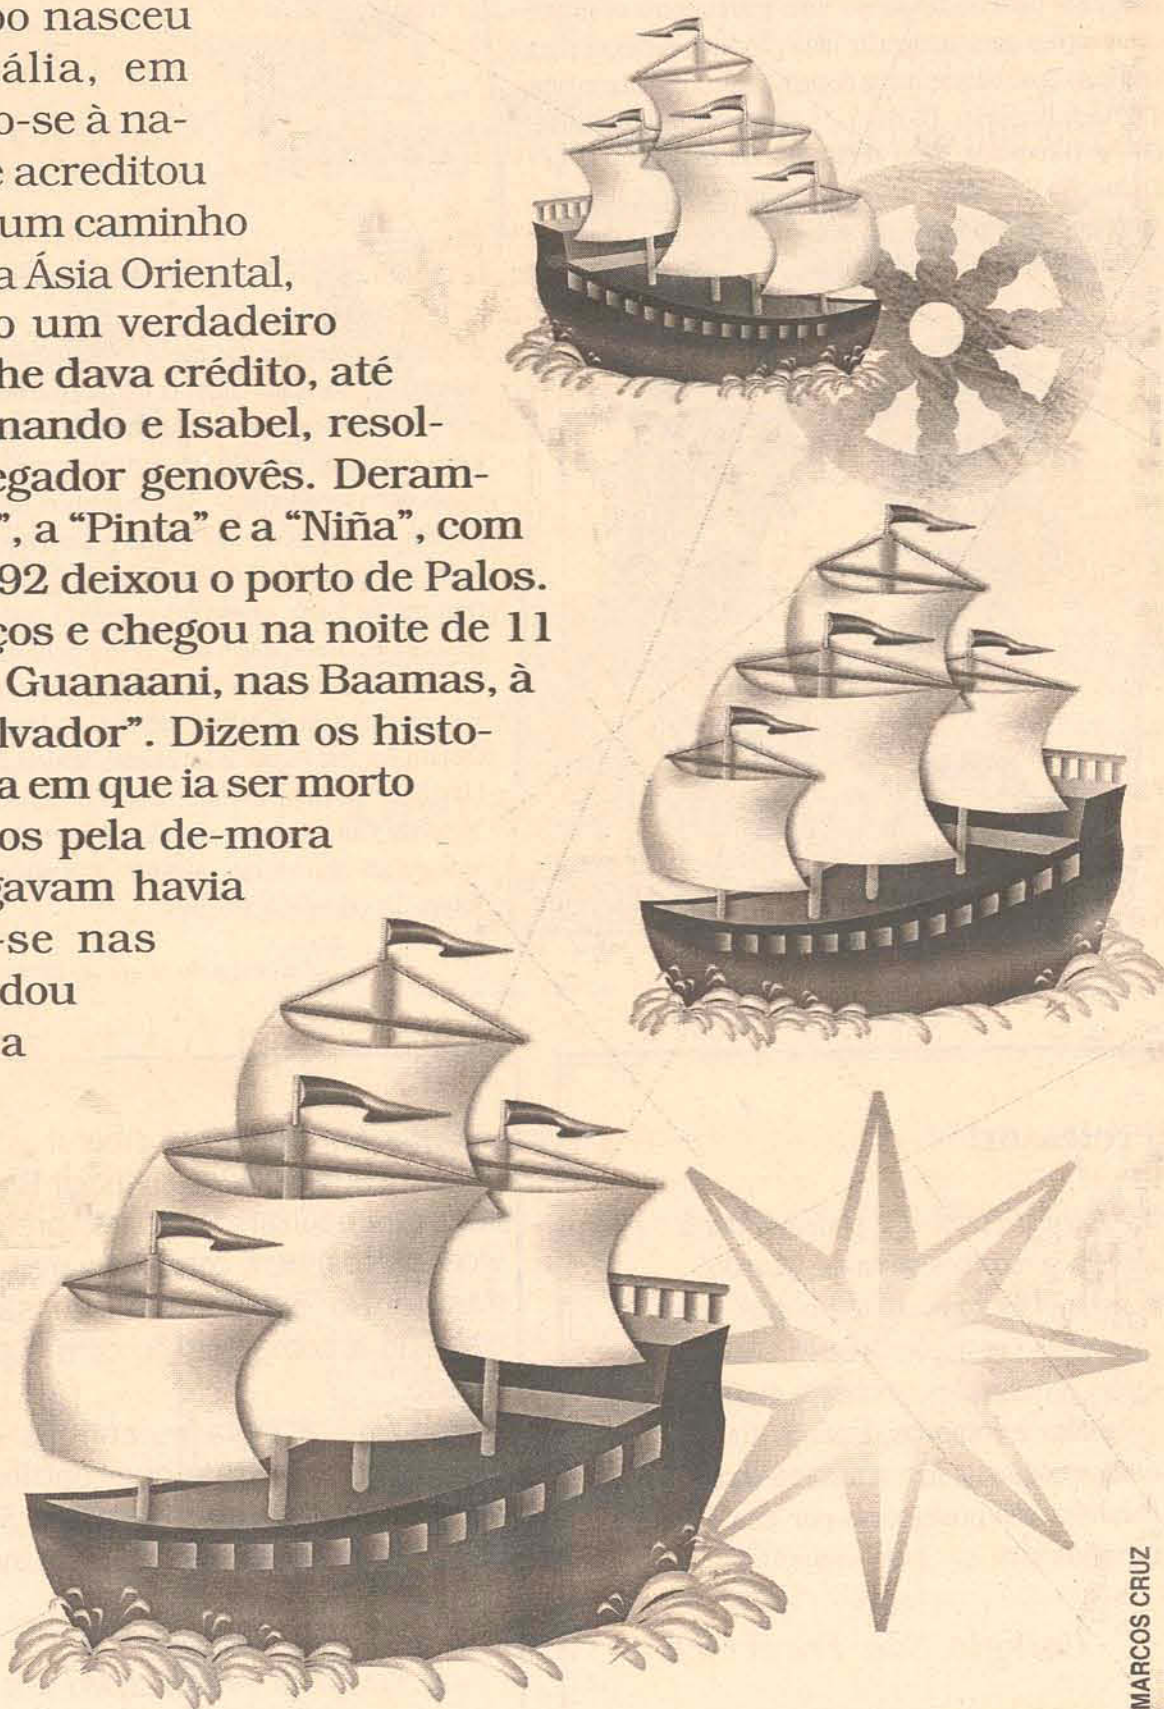 bo nasceu
ália, em
o-se à na-
e acreditou
um caminho
a Ásia Oriental,
o um verdadeiro
he dava crédito, até
nando e Isabel, resol-
egador genovês. Deram-
”, a “Pinta” e a “Niña”, com
92 deixou o porto de Palos.
ços e chegou na noite de 11
Guanaani, nas Baamas, à
lvador”. Dizem os histo-
a em que ia ser morto
os pela de-mora
gavam havia
-se nas
dou
a
MARCOS CRUZ